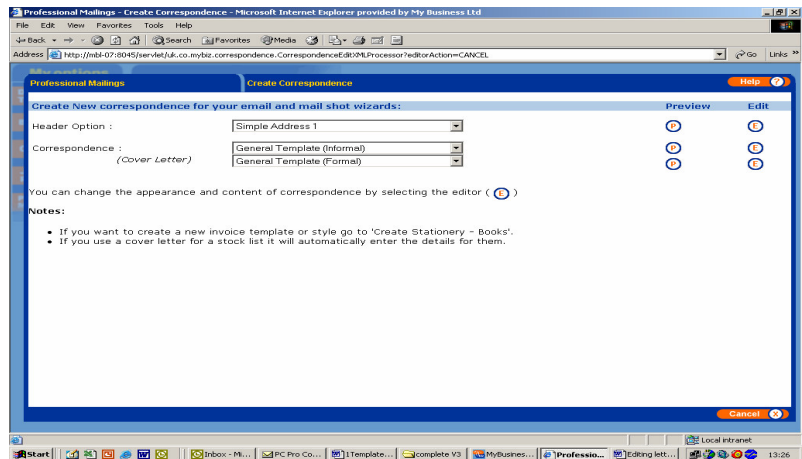 Professional Mailings - Create Correspondence - Microsoft Internet Explorer provided by My Business Ltd
File Edit View Favorites Tools Help
Back Search Favorites Media
Address http://mbl-07:8045/servlet/uk.co.mybiz.correspondence.CorrespondenceEditXMLProcessor?editorAction=CANCEL Go Links »
My options
Professional Mailings Create Correspondence Help ?
Create New correspondence for your email and mail shot wizards: Preview Edit
Header Option : Simple Address 1 P E
Correspondence : General Template (Informal) P E
(Cover Letter) General Template (Formal) P E
You can change the appearance and content of correspondence by selecting the editor ( E )
Notes:
• If you want to create a new invoice template or style go to 'Create Stationery - Books'.
• If you use a cover letter for a stock list it will automatically enter the details for them.
Cancel X
Local intranet
Start Inbox - Mi... PC Pro Co... 1Template... complete V3 MyBusines... Professio... Editing lett... 13:26